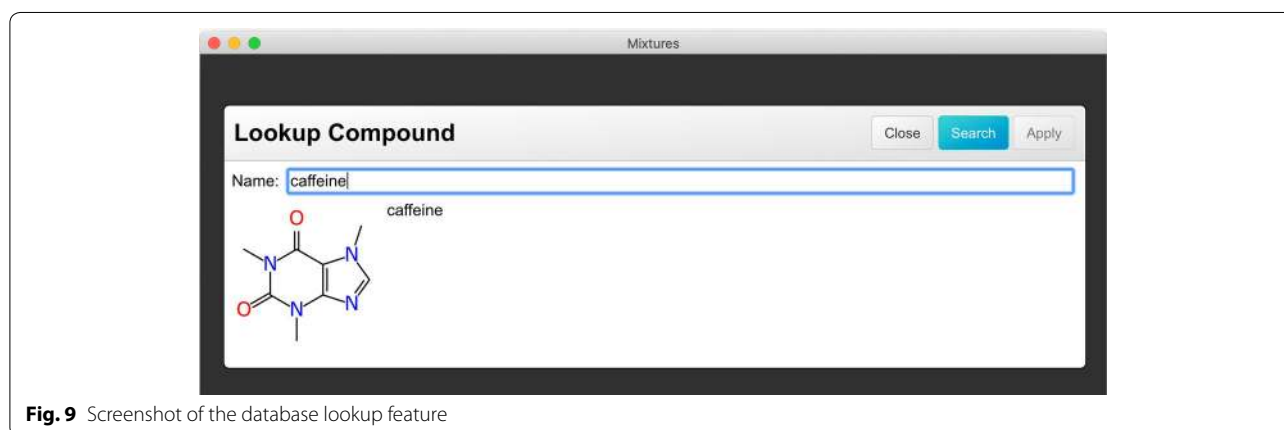 Mixtures
Lookup Compound
Close Search Apply
Name: caffeine
caffeine
O
N
N
O
N
N
Fig. 9 Screenshot of the database lookup feature